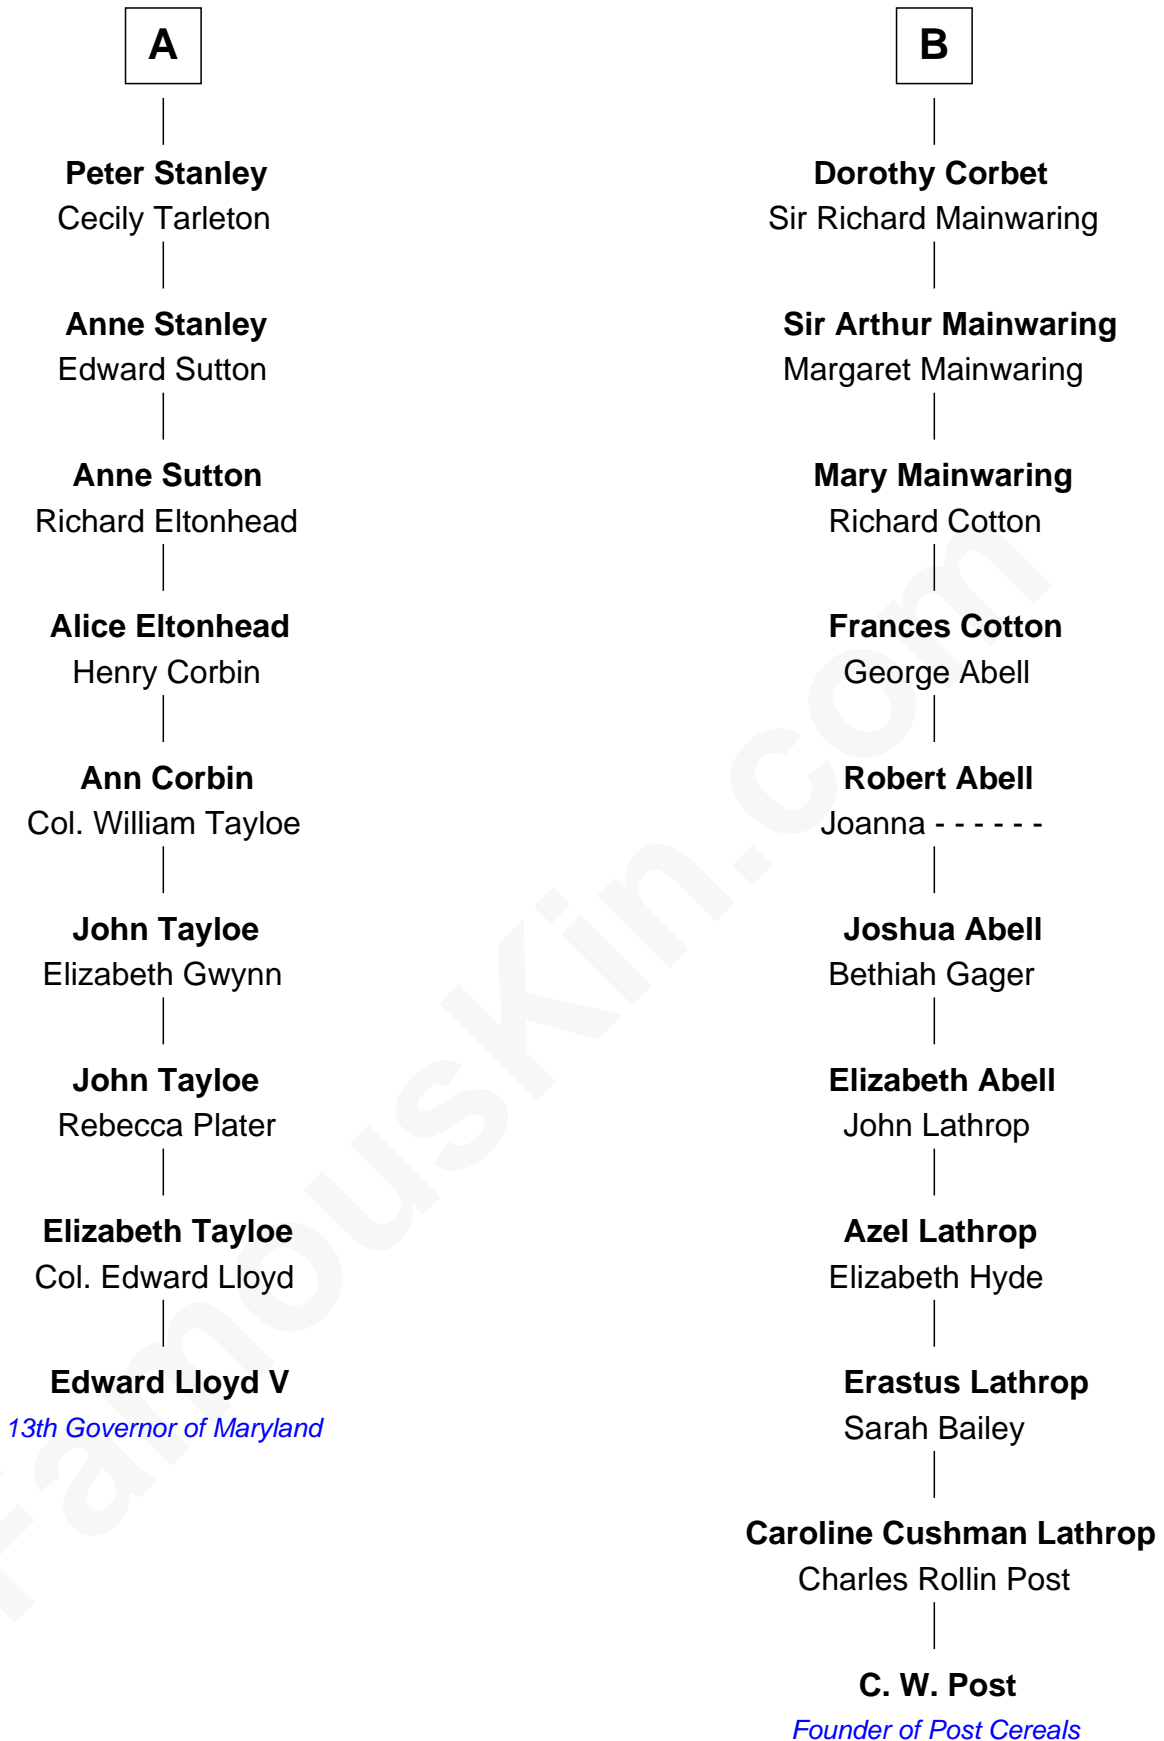 A
Peter Stanley
Cecily Tarleton
Anne Stanley
Edward Sutton
Anne Sutton
Richard Eltonhead
Alice Eltonhead
Henry Corbin
Ann Corbin
Col. William Tayloe
John Tayloe
Elizabeth Gwynn
John Tayloe
Rebecca Plater
Elizabeth Tayloe
Col. Edward Lloyd
Edward Lloyd V
13th Governor of Maryland
B
Dorothy Corbet
Sir Richard Mainwaring
Sir Arthur Mainwaring
Margaret Mainwaring
Mary Mainwaring
Richard Cotton
Frances Cotton
George Abell
Robert Abell
Joanna - - - - - -
Joshua Abell
Bethiah Gager
Elizabeth Abell
John Lathrop
Azel Lathrop
Elizabeth Hyde
Erastus Lathrop
Sarah Bailey
Caroline Cushman Lathrop
Charles Rollin Post
C. W. Post
Founder of Post Cereals
FamousKin.com